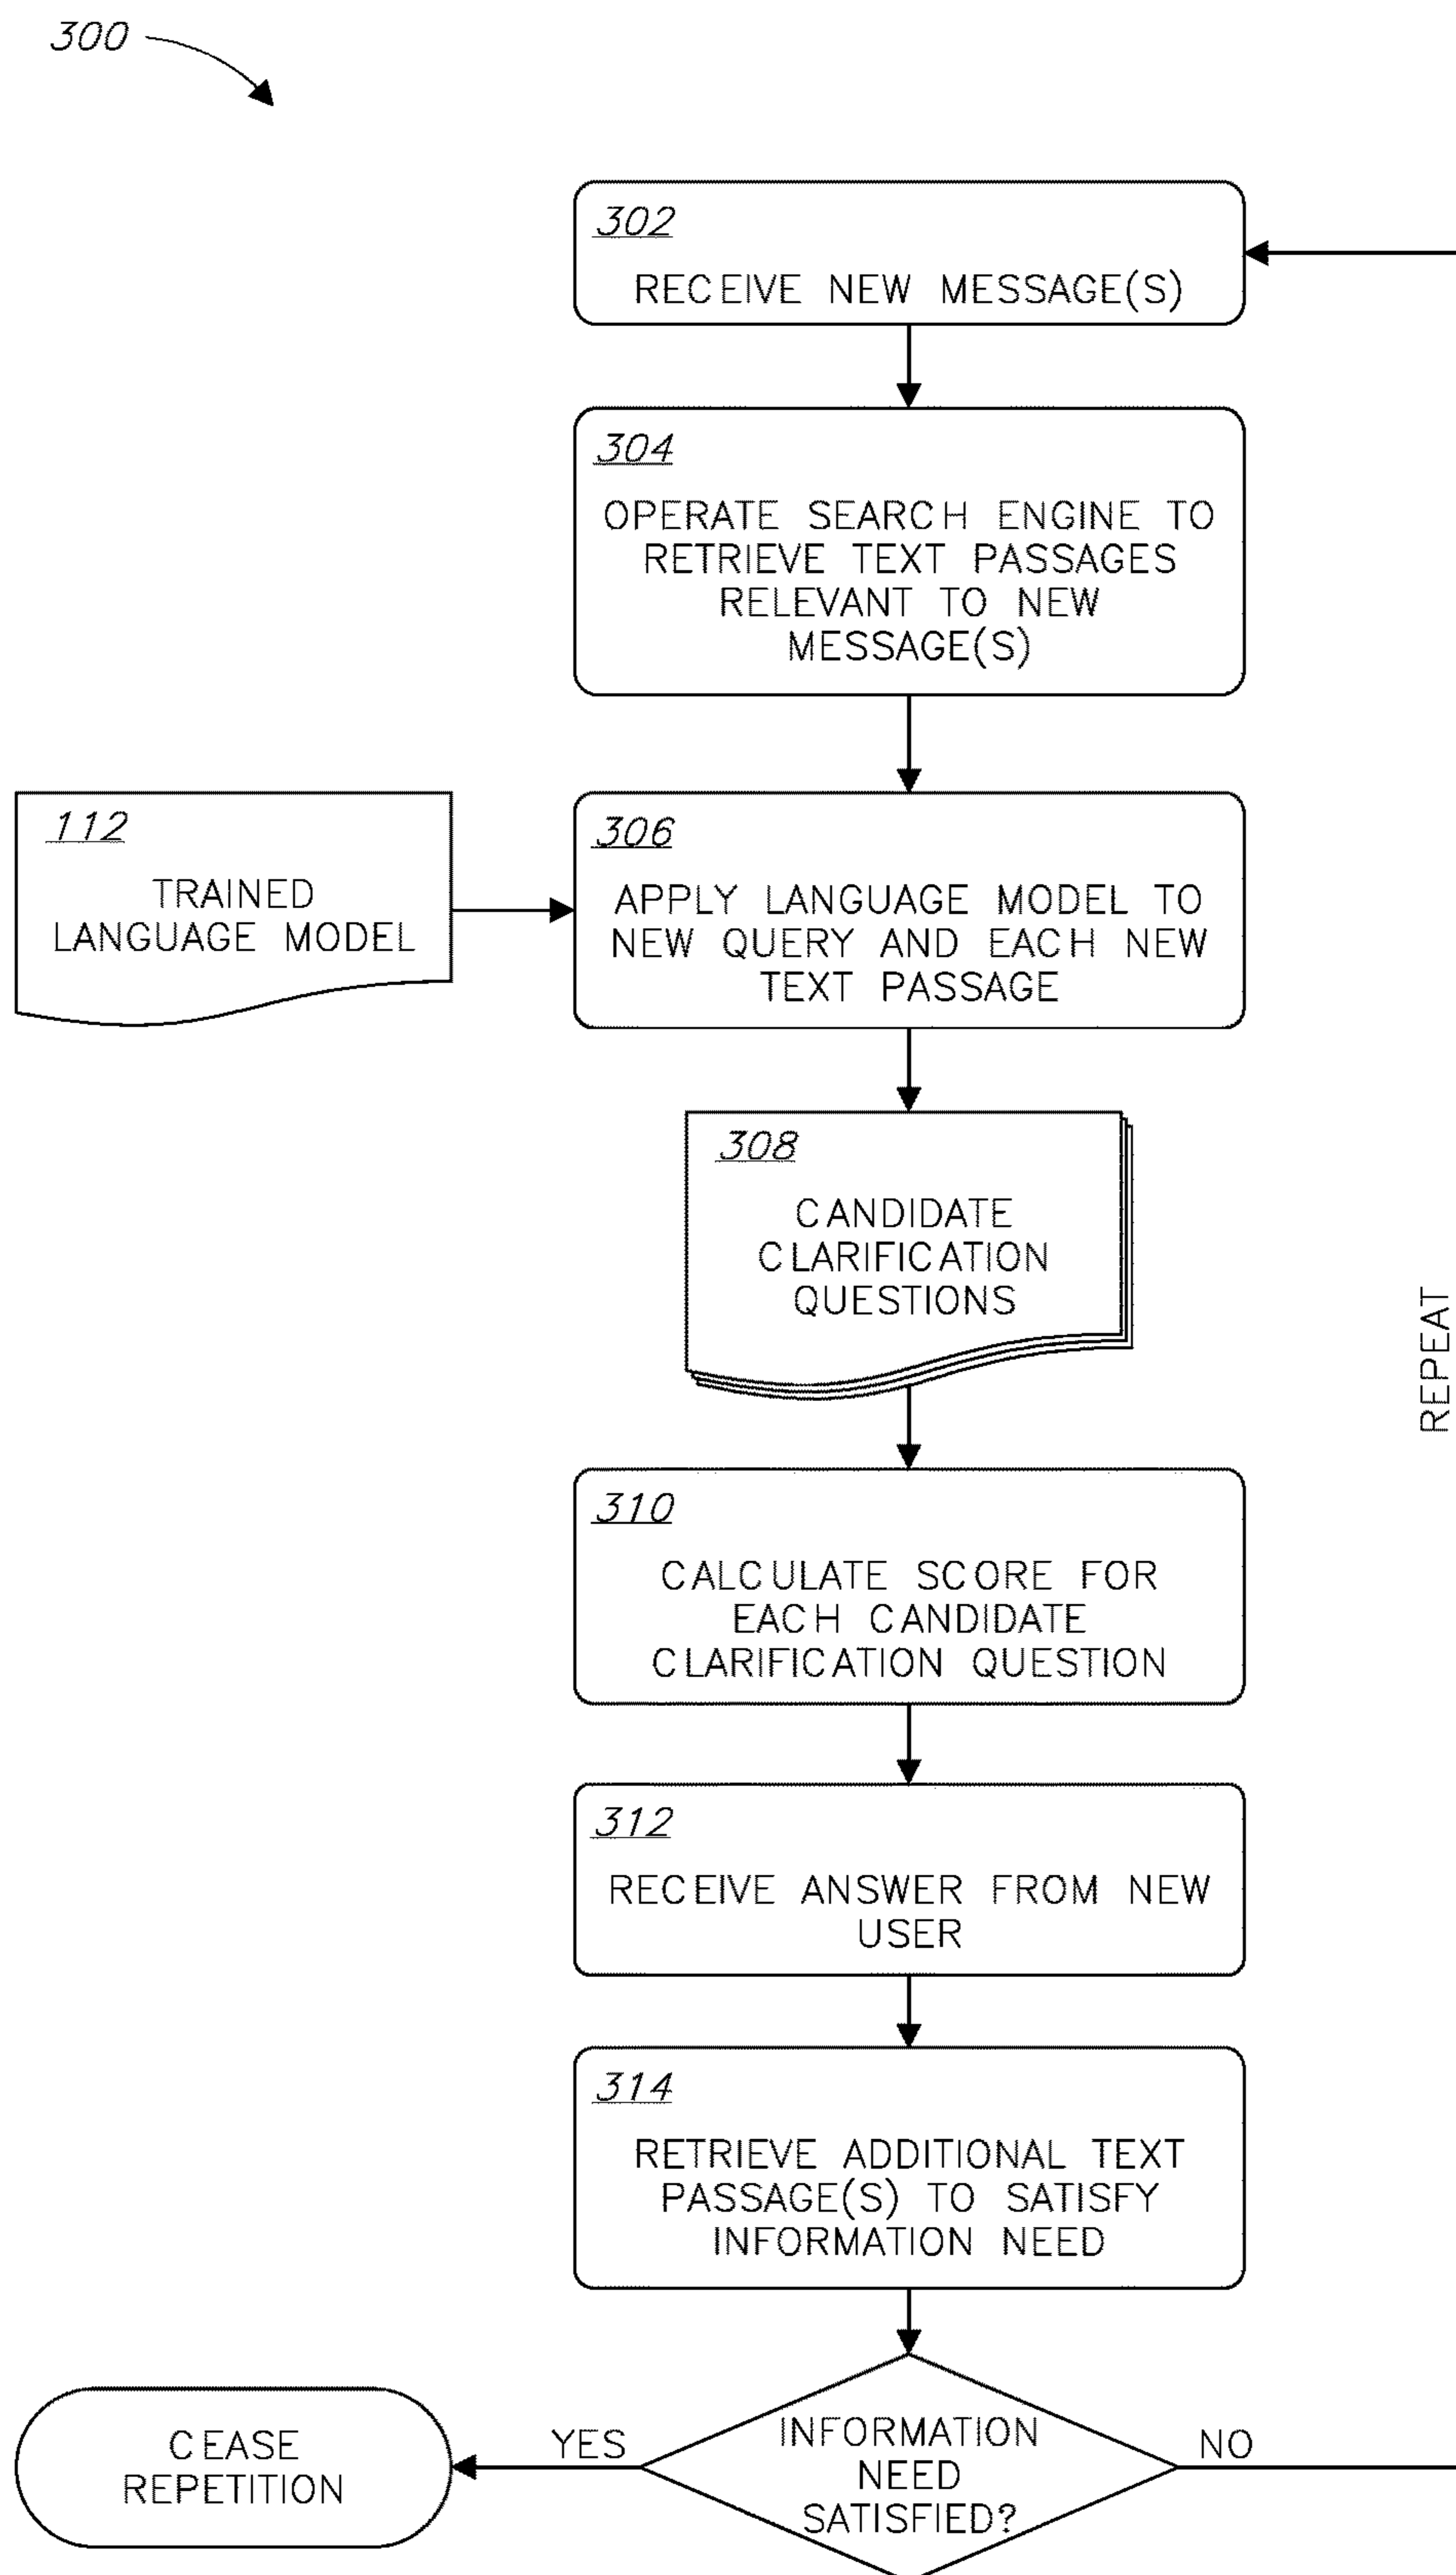 300
302
RECEIVE NEW MESSAGE(S)
304
OPERATE SEARCH ENGINE TO
RETRIEVE TEXT PASSAGES
RELEVANT TO NEW
MESSAGE(S)
112
TRAINED
LANGUAGE MODEL
306
APPLY LANGUAGE MODEL TO
NEW QUERY AND EACH NEW
TEXT PASSAGE
308
CANDIDATE
CLARIFICATION
QUESTIONS
REPEAT
310
CALCULATE SCORE FOR
EACH CANDIDATE
CLARIFICATION QUESTION
312
RECEIVE ANSWER FROM NEW
USER
314
RETRIEVE ADDITIONAL TEXT
PASSAGE(S) TO SATISFY
INFORMATION NEED
CEASE
REPETITION
YES
INFORMATION
NEED
SATISFIED?
NO